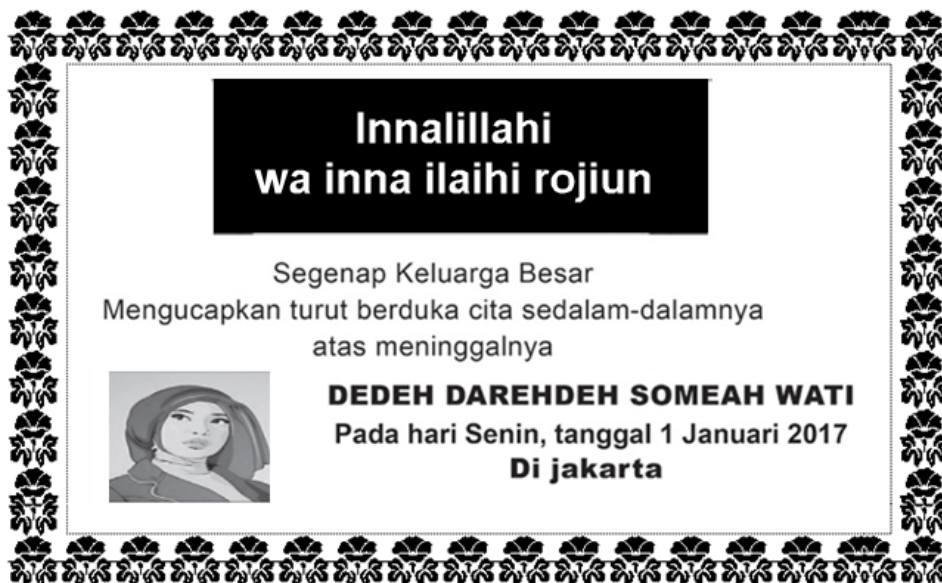 Innalillahi
wa inna ilaihi rojiun
Segenap Keluarga Besar
Mengucapkan turut berduka cita sedalam-dalamnya
atas meninggalnya
DEDEH DAREHDEH SOMEAH WATI
Pada hari Senin, tanggal 1 Januari 2017
Di jakarta